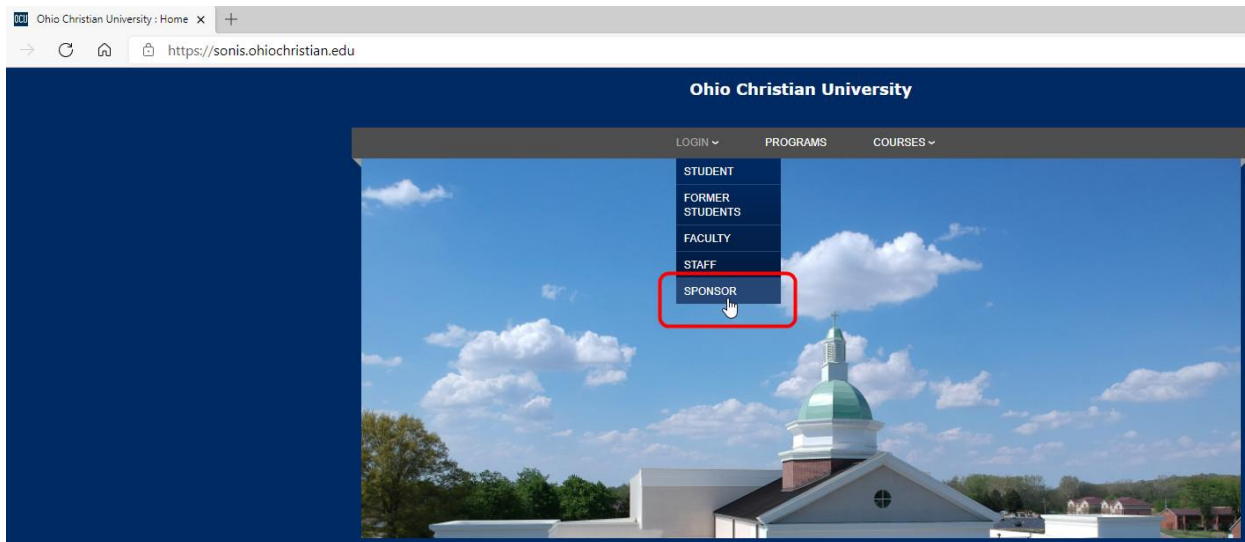 OCU Ohio Christian University : Home
https://sonis.ohiochristian.edu
Ohio Christian University
LOGIN PROGRAMS COURSES
STUDENT
FORMER
STUDENTS
FACULTY
STAFF
SPONSOR